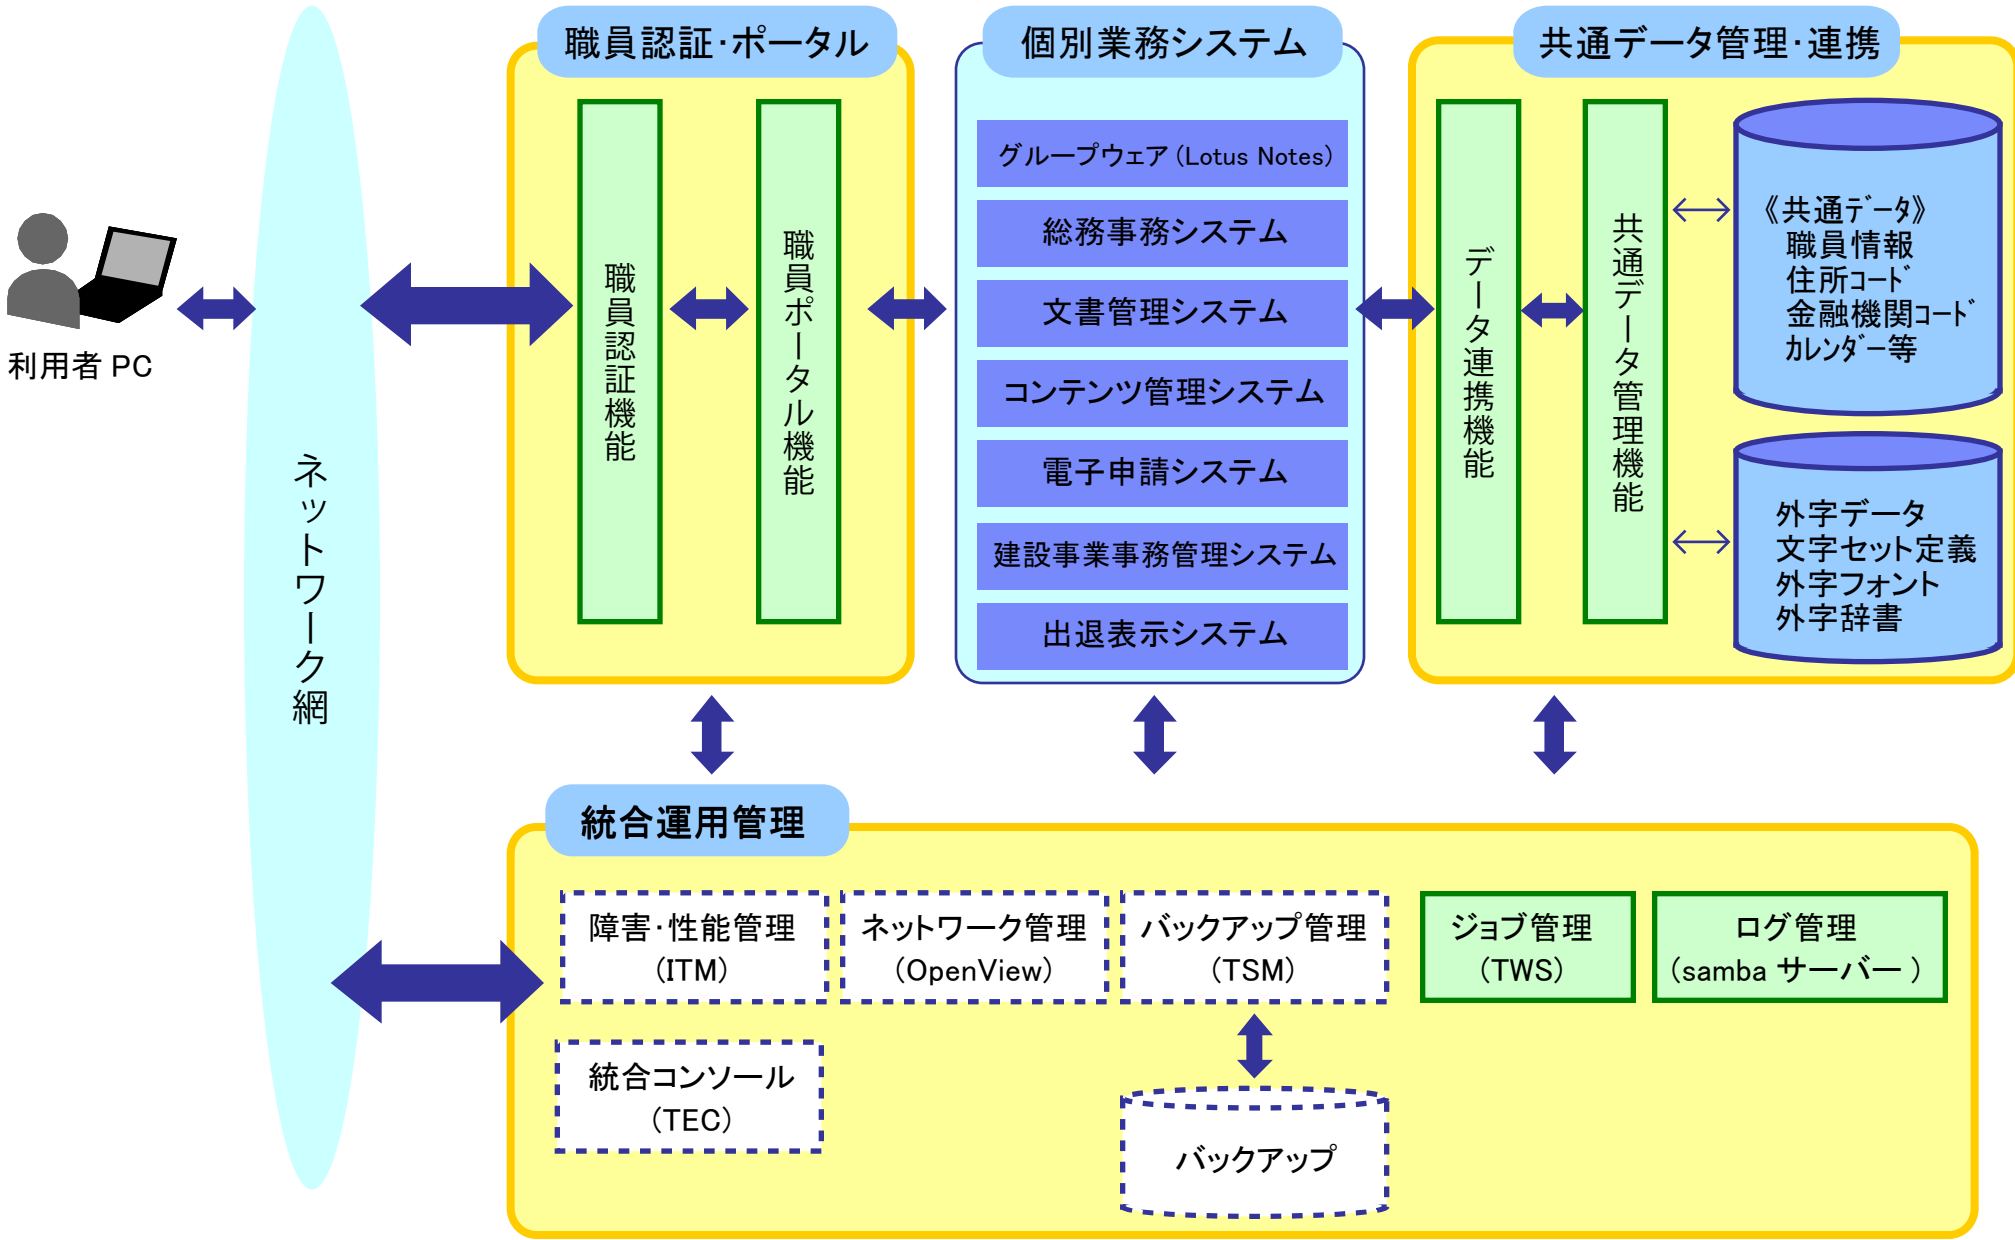 職員認証・ポータル
個別業務システム
共通データ管理・連携
利用者 PC
ネットワーク網
職員認証機能
職員ポータル機能
グループウェア (Lotus Notes)
総務事務システム
文書管理システム
コンテンツ管理システム
電子申請システム
建設事業事務管理システム
出退表示システム
データ連携機能
共通データ管理機能
《共通ﾃﾞｰﾀ》
職員情報
住所ｺｰﾄﾞ
金融機関ｺｰﾄﾞ
ｶﾚﾝﾀﾞｰ等
外字データ
文字セット定義
外字フォント
外字辞書
統合運用管理
障害・性能管理
(ITM)
ネットワーク管理
(OpenView)
バックアップ管理
(TSM)
ジョブ管理
(TWS)
ログ管理
(samba サーバー )
統合コンソール
(TEC)
バックアップ